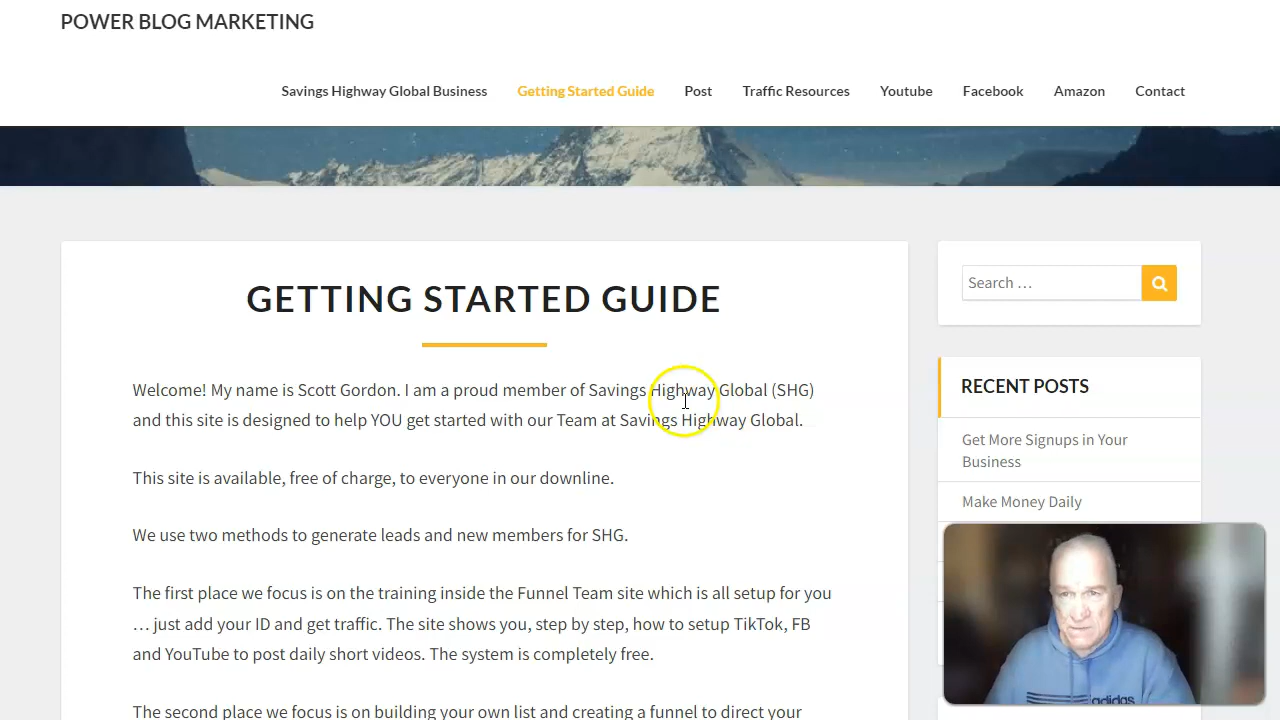 POWER BLOG MARKETING
Savings Highway Global Business Getting Started Guide Post Traffic Resources Youtube Facebook Amazon Contact
GETTING STARTED GUIDE
Welcome! My name is Scott Gordon. I am a proud member of Savings Highway Global (SHG)
and this site is designed to help YOU get started with our Team at Savings Highway Global.
This site is available, free of charge, to everyone in our downline.
We use two methods to generate leads and new members for SHG.
The first place we focus is on the training inside the Funnel Team site which is all setup for you
… just add your ID and get traffic. The site shows you, step by step, how to setup TikTok, FB
and YouTube to post daily short videos. The system is completely free.
The second place we focus is on building your own list and creating a funnel to direct your
Search …
RECENT POSTS
Get More Signups in Your
Business
Make Money Daily
adidas